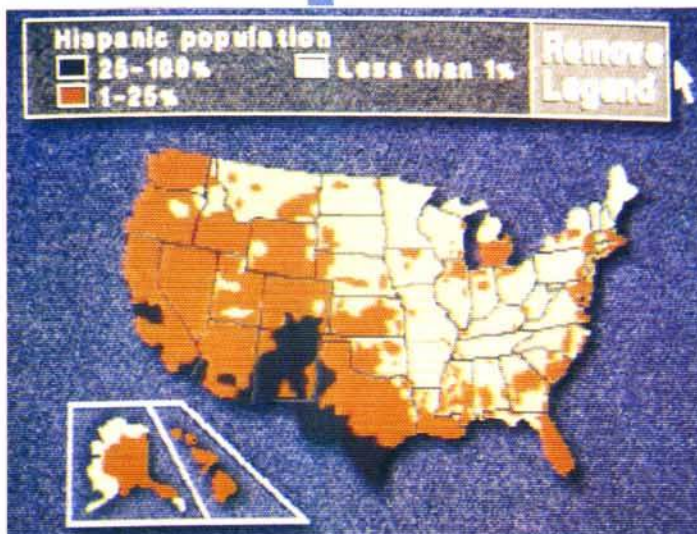 Hispanic population
25-100%
Less than 1%
1-25%
Remove
Legend